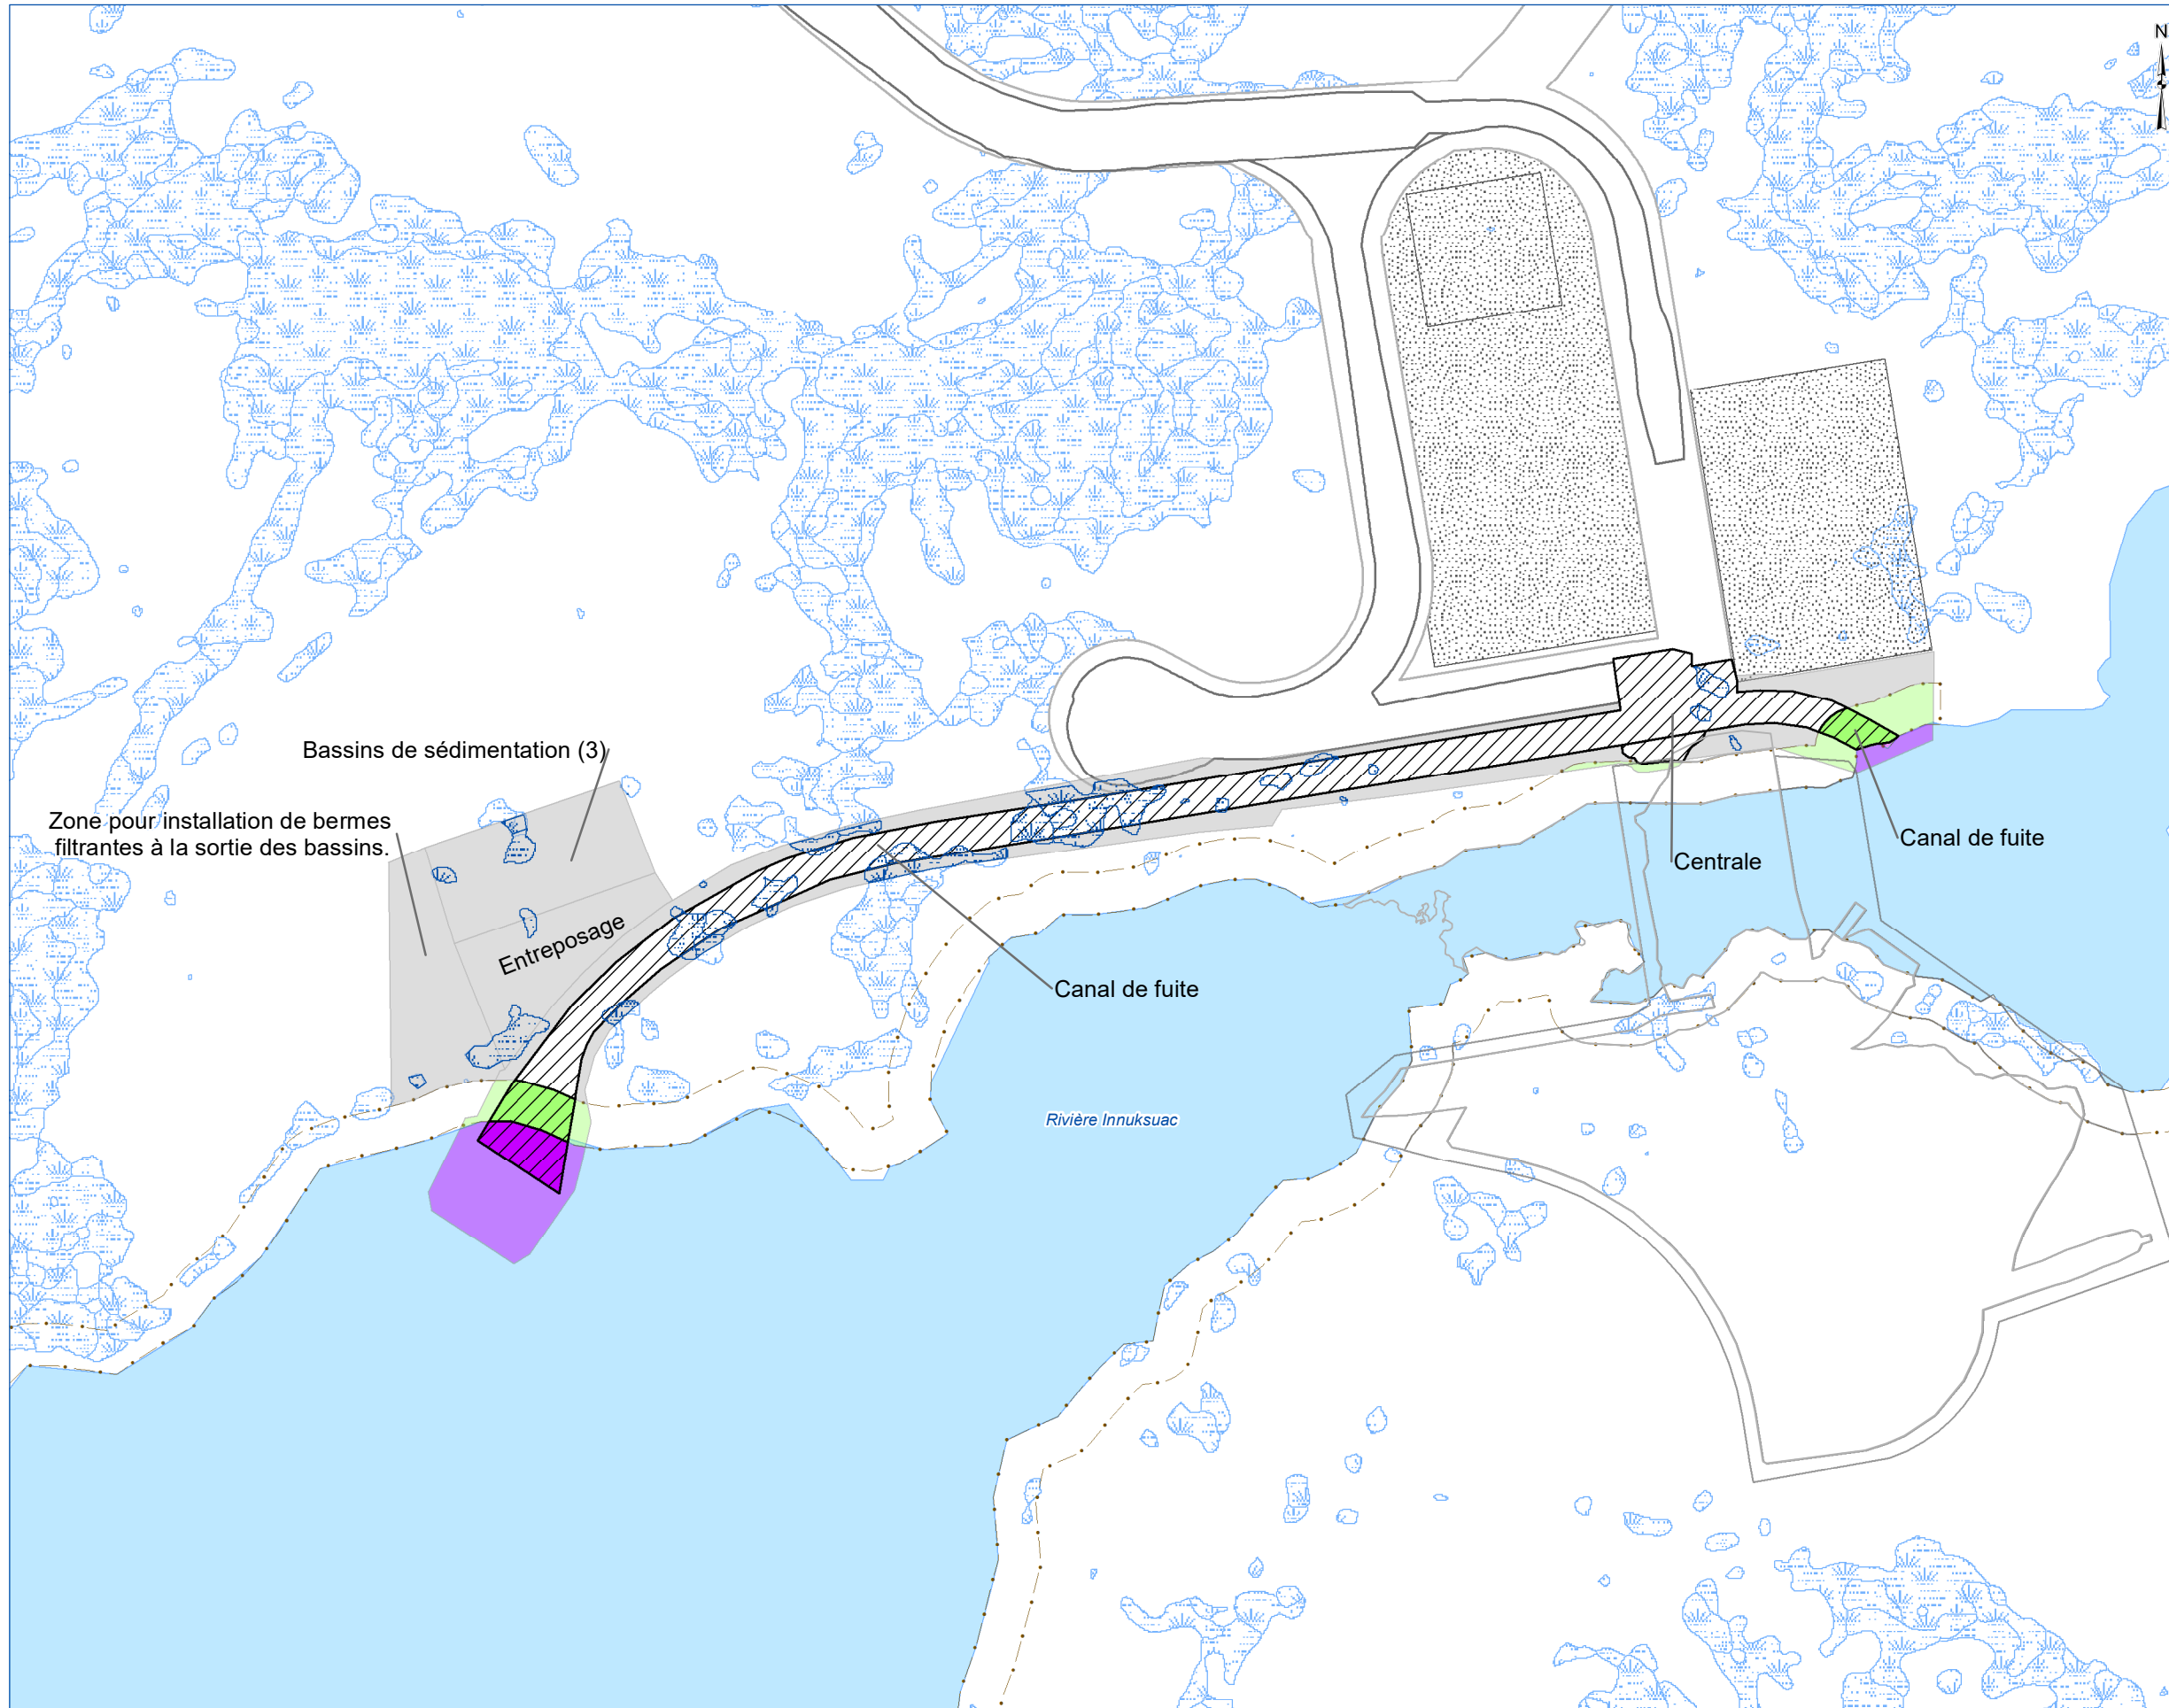 N
Bassins de sédimentation (3)
Zone pour installation de bermes
filtrantes à la sortie des bassins.
Entreposage
Canal de fuite
Centrale
Canal de fuite
Rivière Innuksuac